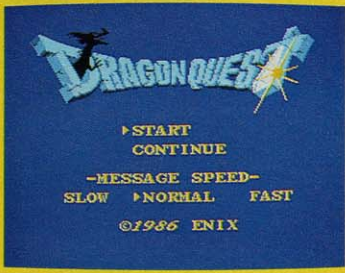 DRAGON QUEST
▶START
CONTINUE
-MESSAGE SPEED-
SLOW ▶NORMAL FAST
©1986 ENIX